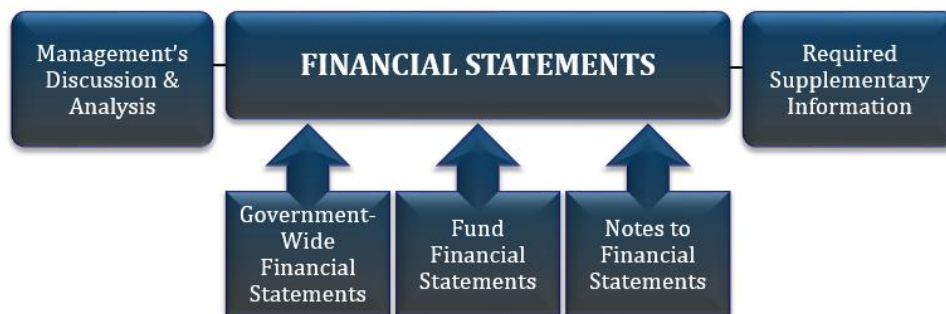 Management's
Discussion &
Analysis
FINANCIAL STATEMENTS
Required
Supplementary
Information
Government-
Wide
Financial
Statements
Fund
Financial
Statements
Notes to
Financial
Statements